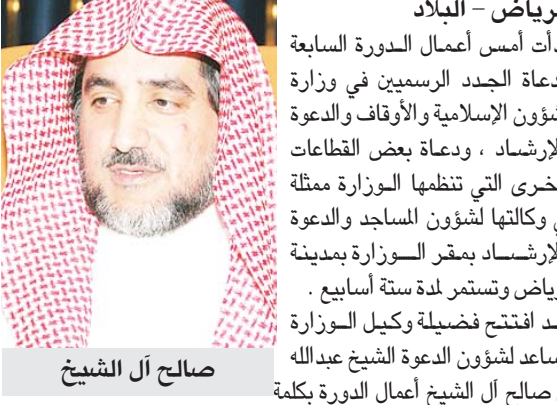 لرياض – البلاد
دأت أمس أعمال الدورة السابعة
دعاة الجدد الرسميين في وزارة
شؤون الإسلامية والأوقاف والدعوة
لإرشاد ، ودعاة بعض القطاعات
خرى التي تنظمها الوزارة ممثلة
ي وكالتها لشؤون المساجد والدعوة
لإرشاد بمقر الوزارة بمدينة
رياض وتستمر لمدة ستة أسابيع .
د افتتح فضيلة وكيل الوزارة
ساعد لشؤون الدعوة الشيخ عبدالله
صالح آل الشيخ أعمال الدورة بكلمة
صالح آل الشيخ